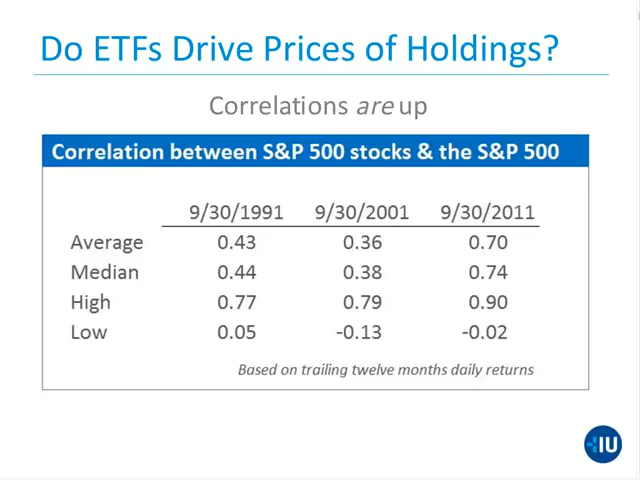 Do ETFs Drive Prices of Holdings?
Correlations are up
Correlation between S&P 500 stocks & the S&P 500
9/30/1991 9/30/2001 9/30/2011
Average 0.43 0.36 0.70
Median 0.44 0.38 0.74
High 0.77 0.79 0.90
Low 0.05 -0.13 -0.02
Based on trailing twelve months daily returns
IU